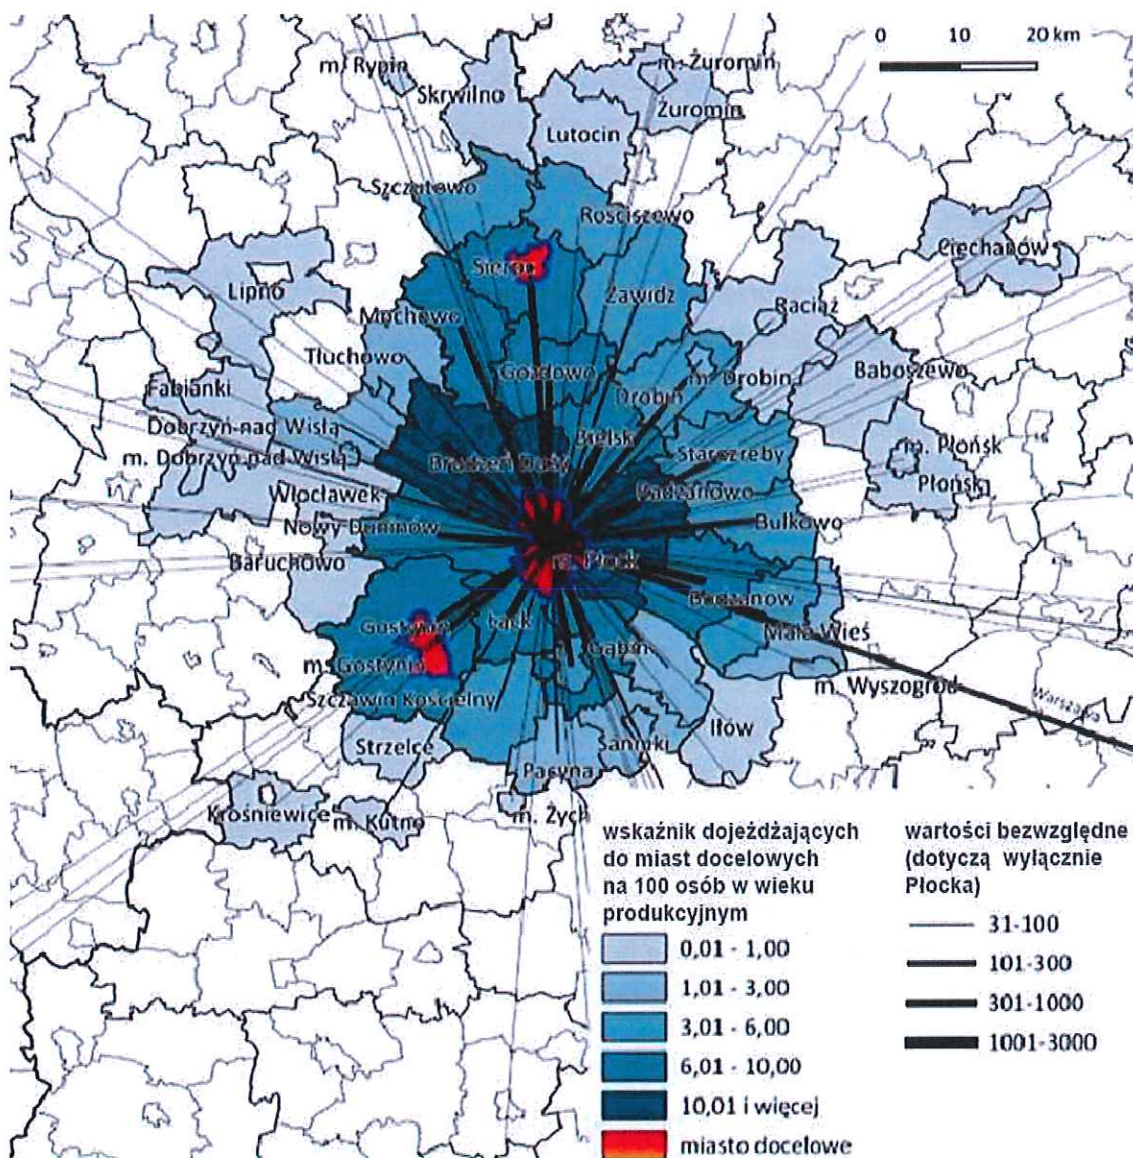 0 10 20 km
m. Rypin
m. Żuromin
Skrwilno
Żuromin
Lutocin
Szczutowo
Rościszewo
Ciechanów
Sierpc
Lipno
Zawidz
Raciąż
Mochowo
Tłuchowo
Gozdowo
Baboszewo
m. Drobin
Fabianki
Drobin
Dobrzyń nad Wisłą
Bielsk
m. Płońsk
m. Dobrzyń nad Wisłą
Brudzeń Duży
Starożreby
Płońsk
Włocławek
Radzanowo
Nowy Duninów
Bulkowo
Baruchowo
m. Płock
Bodzanów
Gostynin
Łąck
Mała Wieś
Gąbin
m. Gostynin
m. Wyszogród
Szczawin Kościelny
Warszawa
Iłów
Strzelce
Sanniki
Pacyna
Krośniewice
m. Kutno
m. Żych
wskaźnik dojeżdżających
do miast docelowych
na 100 osób w wieku
produkcyjnym
0,01 - 1,00
1,01 - 3,00
3,01 - 6,00
6,01 - 10,00
10,01 i więcej
miasto docelowe
wartości bezwzględne
(dotyczą wyłącznie
Płocka)
31-100
101-300
301-1000
1001-3000